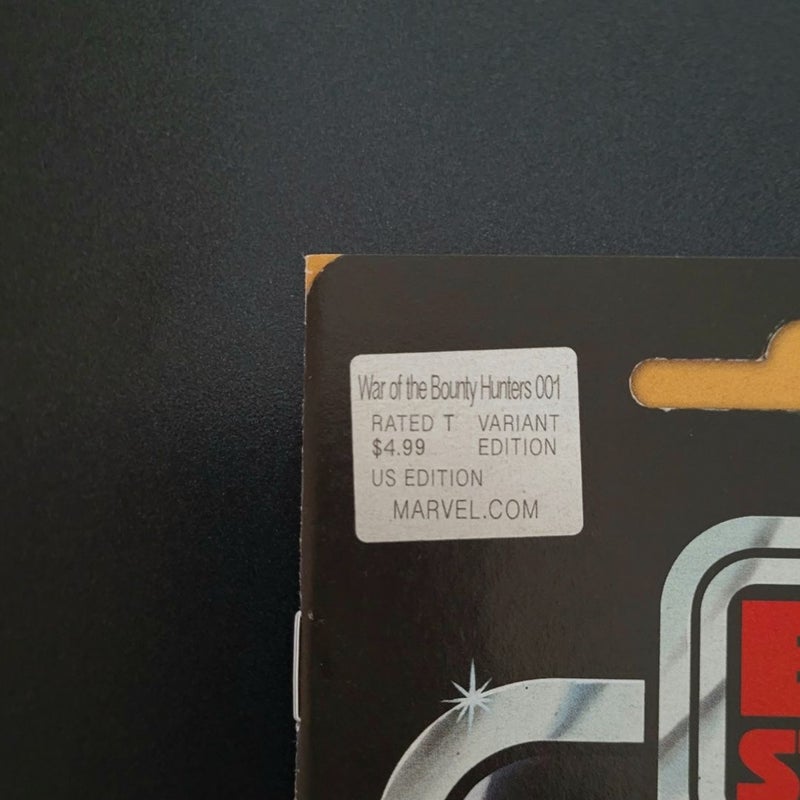 War of the Bounty Hunters 001
RATED T VARIANT
$4.99 EDITION
US EDITION
MARVEL.COM